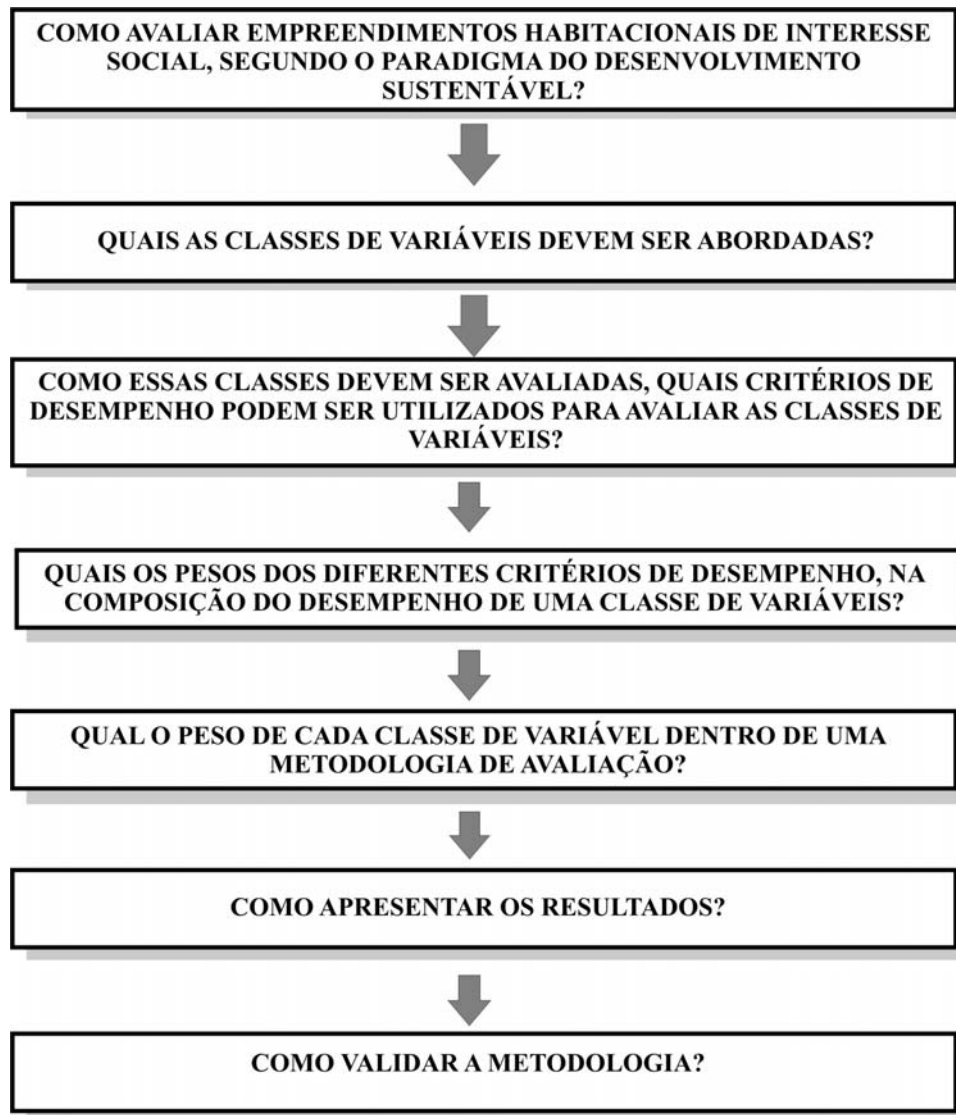 COMO AVALIAR EMPREENDIMENTOS HABITACIONAIS DE INTERESSE
SOCIAL, SEGUNDO O PARADIGMA DO DESENVOLVIMENTO
SUSTENTÁVEL?
QUAIS AS CLASSES DE VARIÁVEIS DEVEM SER ABORDADAS?
COMO ESSAS CLASSES DEVEM SER AVALIADAS, QUAIS CRITÉRIOS DE
DESEMPENHO PODEM SER UTILIZADOS PARA AVALIAR AS CLASSES DE
VARIÁVEIS?
QUAIS OS PESOS DOS DIFERENTES CRITÉRIOS DE DESEMPENHO, NA
COMPOSIÇÃO DO DESEMPENHO DE UMA CLASSE DE VARIÁVEIS?
QUAL O PESO DE CADA CLASSE DE VARIÁVEL DENTRO DE UMA
METODOLOGIA DE AVALIAÇÃO?
COMO APRESENTAR OS RESULTADOS?
COMO VALIDAR A METODOLOGIA?